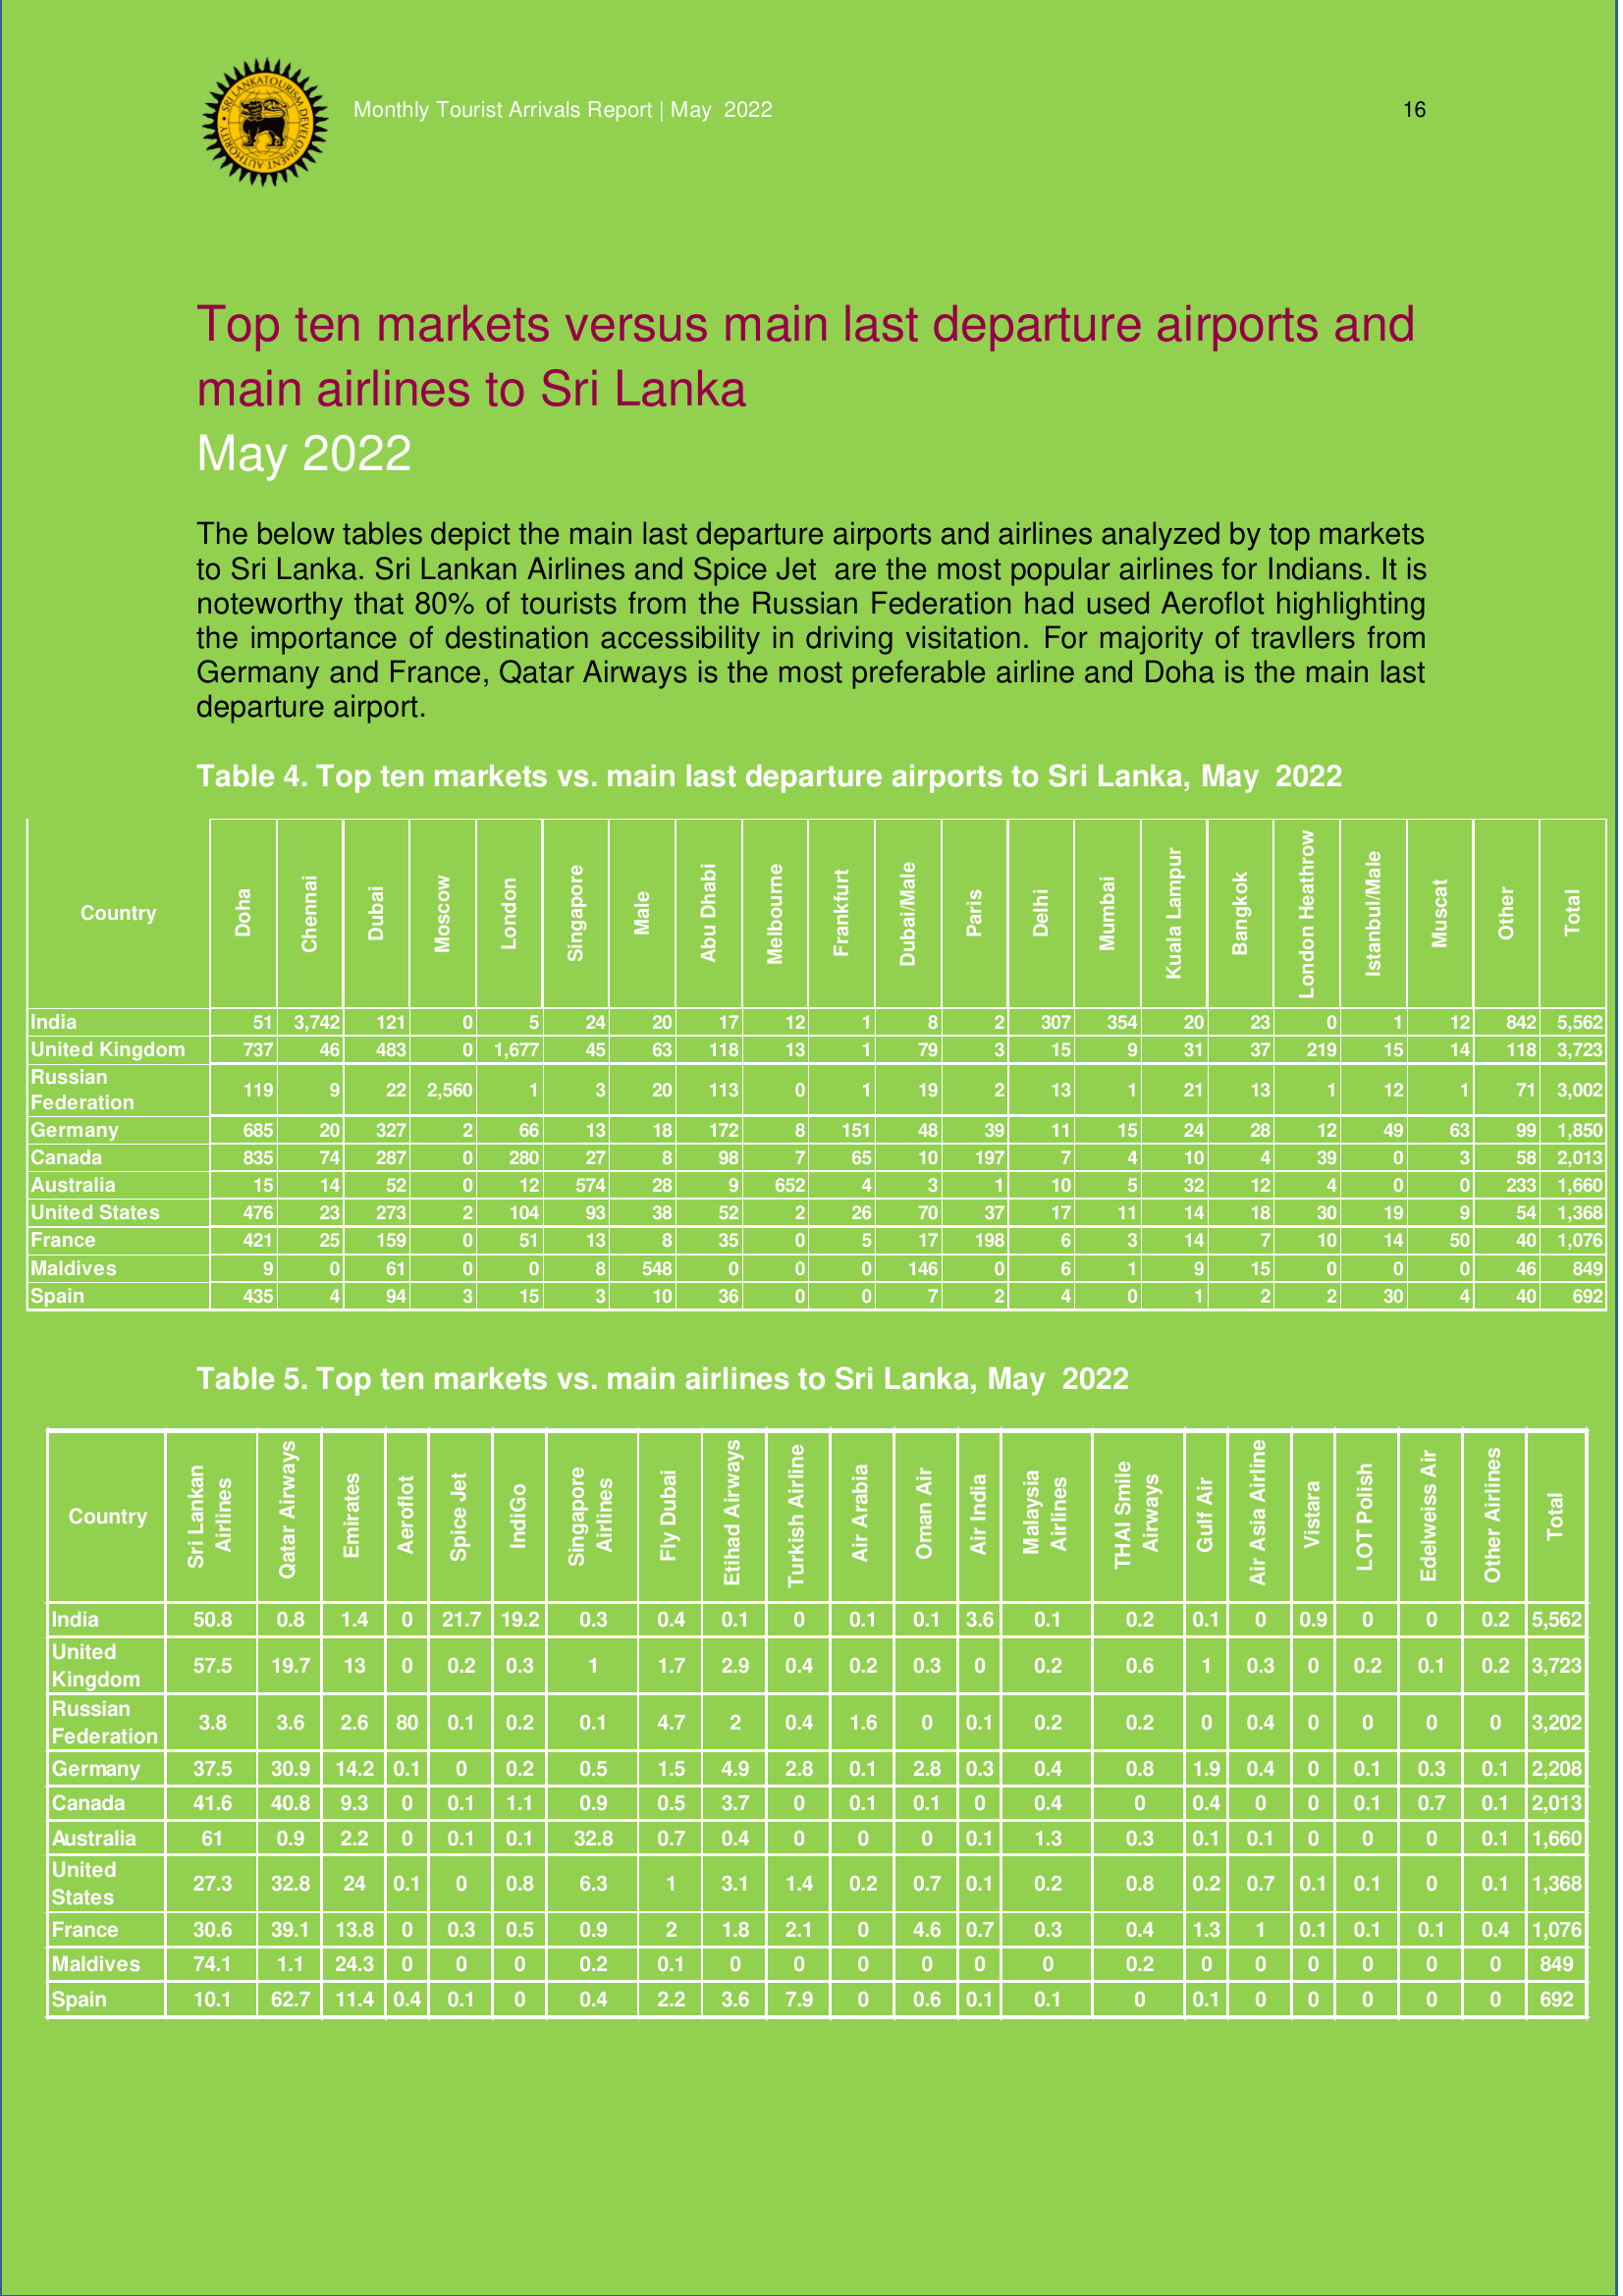 SRI LANKA TOURISM DEVELOPMENT AUTHORITY
Monthly Tourist Arrivals Report | May 2022 16
Top ten markets versus main last departure airports and
main airlines to Sri Lanka
May 2022
The below tables depict the main last departure airports and airlines analyzed by top markets
to Sri Lanka. Sri Lankan Airlines and Spice Jet are the most popular airlines for Indians. It is
noteworthy that 80% of tourists from the Russian Federation had used Aeroflot highlighting
the importance of destination accessibility in driving visitation. For majority of travllers from
Germany and France, Qatar Airways is the most preferable airline and Doha is the main last
departure airport.
Table 4. Top ten markets vs. main last departure airports to Sri Lanka, May 2022
Country Doha Chennai Dubai Moscow London Singapore Male Abu Dhabi Melbourne Frankfurt Dubai/Male Paris Delhi Mumbai Kuala Lampur Bangkok London Heathrow Istanbul/Male Muscat Other Total
India 51 3,742 121 0 5 24 20 17 12 1 8 2 307 354 20 23 0 1 12 842 5,562
United Kingdom 737 46 483 0 1,677 45 63 118 13 1 79 3 15 9 31 37 219 15 14 118 3,723
Russian
Federation 119 9 22 2,560 1 3 20 113 0 1 19 2 13 1 21 13 1 12 1 71 3,002
Germany 685 20 327 2 66 13 18 172 8 151 48 39 11 15 24 28 12 49 63 99 1,850
Canada 835 74 287 0 280 27 8 98 7 65 10 197 7 4 10 4 39 0 3 58 2,013
Australia 15 14 52 0 12 574 28 9 652 4 3 1 10 5 32 12 4 0 0 233 1,660
United States 476 23 273 2 104 93 38 52 2 26 70 37 17 11 14 18 30 19 9 54 1,368
France 421 25 159 0 51 13 8 35 0 5 17 198 6 3 14 7 10 14 50 40 1,076
Maldives 9 0 61 0 0 8 548 0 0 0 146 0 6 1 9 15 0 0 0 46 849
Spain 435 4 94 3 15 3 10 36 0 0 7 2 4 0 1 2 2 30 4 40 692
Table 5. Top ten markets vs. main airlines to Sri Lanka, May 2022
Country Sri Lankan Airlines Qatar Airways Emirates Aeroflot Spice Jet IndiGo Singapore Airlines Fly Dubai Etihad Airways Turkish Airline Air Arabia Oman Air Air India Malaysia Airlines THAI Smile Airways Gulf Air Air Asia Airline Vistara LOT Polish Edelweiss Air Other Airlines Total
India 50.8 0.8 1.4 0 21.7 19.2 0.3 0.4 0.1 0 0.1 0.1 3.6 0.1 0.2 0.1 0 0.9 0 0 0.2 5,562
United
Kingdom 57.5 19.7 13 0 0.2 0.3 1 1.7 2.9 0.4 0.2 0.3 0 0.2 0.6 1 0.3 0 0.2 0.1 0.2 3,723
Russian
Federation 3.8 3.6 2.6 80 0.1 0.2 0.1 4.7 2 0.4 1.6 0 0.1 0.2 0.2 0 0.4 0 0 0 0 3,202
Germany 37.5 30.9 14.2 0.1 0 0.2 0.5 1.5 4.9 2.8 0.1 2.8 0.3 0.4 0.8 1.9 0.4 0 0.1 0.3 0.1 2,208
Canada 41.6 40.8 9.3 0 0.1 1.1 0.9 0.5 3.7 0 0.1 0.1 0 0.4 0 0.4 0 0 0.1 0.7 0.1 2,013
Australia 61 0.9 2.2 0 0.1 0.1 32.8 0.7 0.4 0 0 0 0.1 1.3 0.3 0.1 0.1 0 0 0 0.1 1,660
United
States 27.3 32.8 24 0.1 0 0.8 6.3 1 3.1 1.4 0.2 0.7 0.1 0.2 0.8 0.2 0.7 0.1 0.1 0 0.1 1,368
France 30.6 39.1 13.8 0 0.3 0.5 0.9 2 1.8 2.1 0 4.6 0.7 0.3 0.4 1.3 1 0.1 0.1 0.1 0.4 1,076
Maldives 74.1 1.1 24.3 0 0 0 0.2 0.1 0 0 0 0 0 0 0.2 0 0 0 0 0 0 849
Spain 10.1 62.7 11.4 0.4 0.1 0 0.4 2.2 3.6 7.9 0 0.6 0.1 0.1 0 0.1 0 0 0 0 0 692